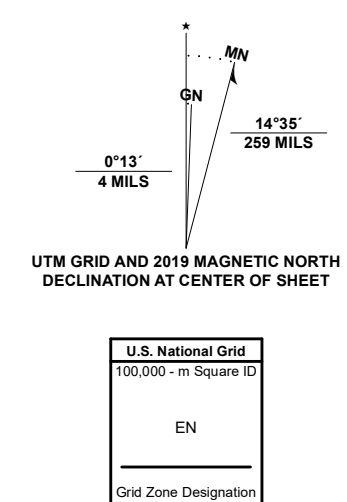 ★
MN
GN
14°35´
259 MILS
0°13´
4 MILS
UTM GRID AND 2019 MAGNETIC NORTH
DECLINATION AT CENTER OF SHEET
U.S. National Grid
100,000 - m Square ID
EN
Grid Zone Designation